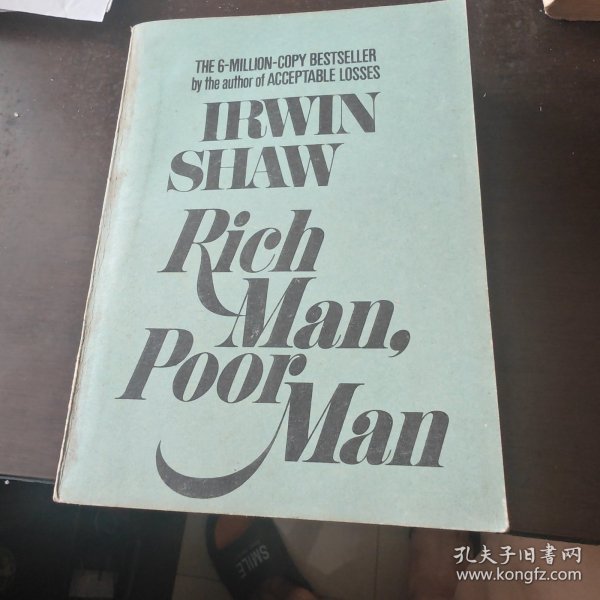 THE 6-MILLION-COPY BESTSELLER
by the author of ACCEPTABLE LOSSES
IRWIN
SHAW
Rich
Man,
Poor
Man
SMILE
孔夫子旧书网
www.kongfz.com